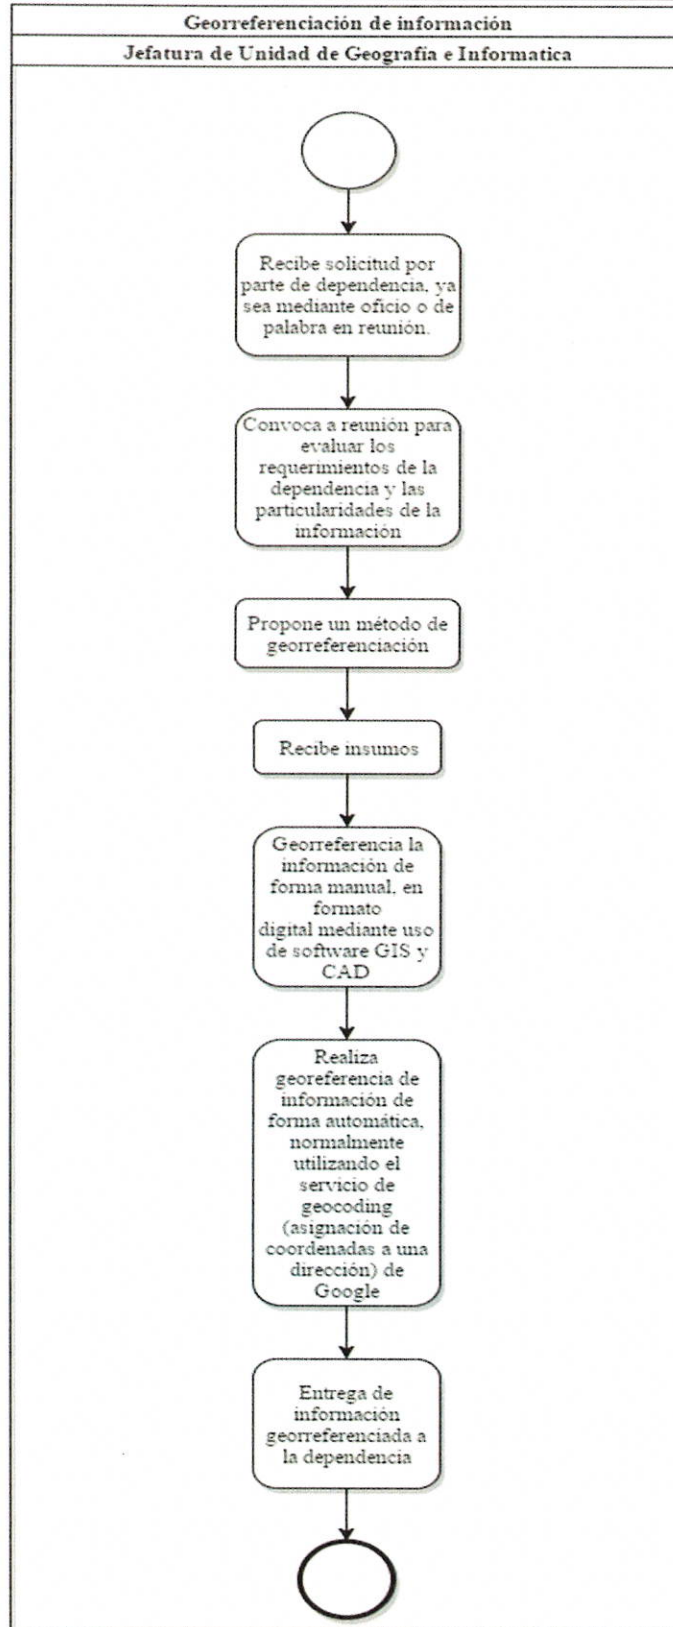 Georreferenciación de información
Jefatura de Unidad de Geografía e Informatica
Recibe solicitud por
parte de dependencia, ya
sea mediante oficio o de
palabra en reunión.
Convoca a reunión para
evaluar los
requerimientos de la
dependencia y las
particularidades de la
información
Propone un método de
georreferenciación
Recibe insumos
Georreferencia la
información de
forma manual, en
formato
digital mediante uso
de software GIS y
CAD
Realiza
georeferencia de
información de
forma automática,
normalmente
utilizando el
servicio de
geocoding
(asignación de
coordenadas a una
dirección) de
Google
Entrega de
información
georreferenciada a
la dependencia